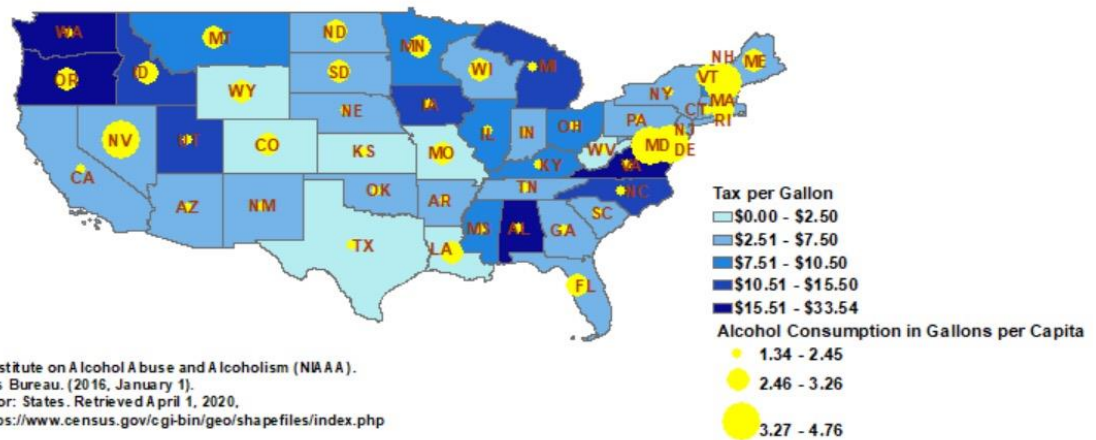 WA
MT
ND
MN
ME
NH
VT
OR
ID
SD
WI
MI
NY
MA
WY
CT
RI
NE
IA
PA
NJ
NV
UT
IL
IN
OH
MD
DE
CO
KS
MO
WV
VA
KY
CA
NC
TN
OK
AZ
NM
AR
SC
MS
AL
GA
TX
LA
FL
Tax per Gallon
$0.00 - $2.50
$2.51 - $7.50
$7.51 - $10.50
$10.51 - $15.50
$15.51 - $33.54
Alcohol Consumption in Gallons per Capita
1.34 - 2.45
2.46 - 3.26
3.27 - 4.76
stitute on Alcohol Abuse and Alcoholism (NIAAA).
s Bureau. (2016, January 1).
or: States. Retrieved April 1, 2020,
ps://www.census.gov/cgi-bin/geo/shapefiles/index.php